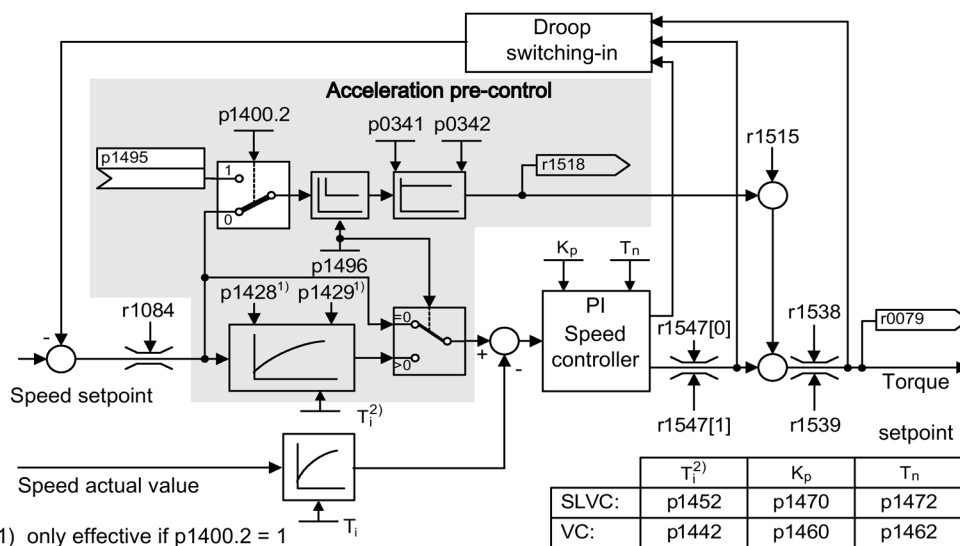 Droop
switching-in
Acceleration pre-control
p1400.2
p0341
p0342
r1515
p1495
r1518
1
0
p1496
Kp
Tn
r1084
p1428¹⁾
p1429¹⁾
PI
Speed
controller
=0
>0
r1547[0]
r1538
r0079
-
+
-
Speed setpoint
Torque
setpoint
r1547[1]
r1539
Ti²⁾
Speed actual value
Ti
Ti²⁾ Kp Tn
SLVC: p1452 p1470 p1472
VC: p1442 p1460 p1462
1) only effective if p1400.2 = 1